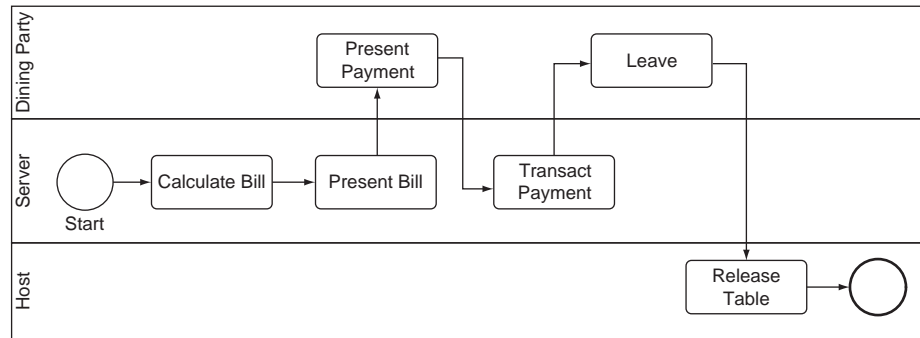 Dining Party
Present
Payment
Leave
Server
Start
Calculate Bill
Present Bill
Transact
Payment
Host
Release
Table